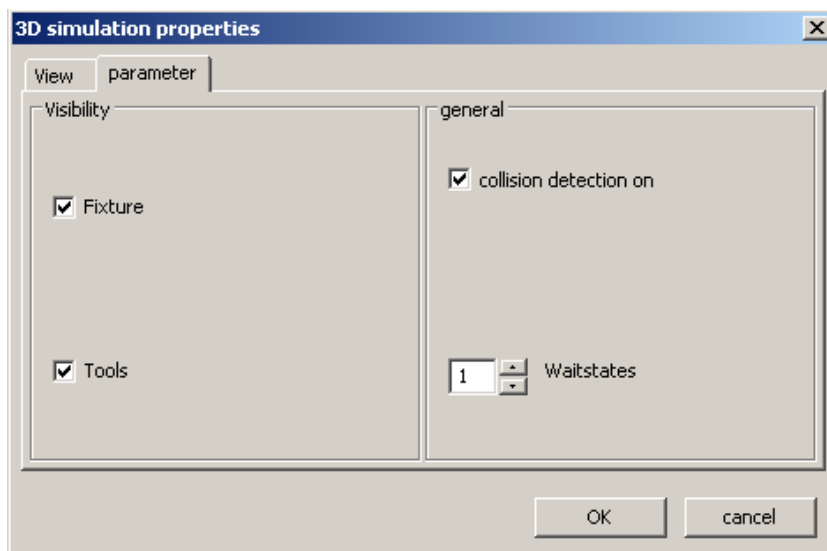 3D simulation properties
View
parameter
Visibility
Fixture
Tools
general
collision detection on
1
Waitstates
OK
cancel